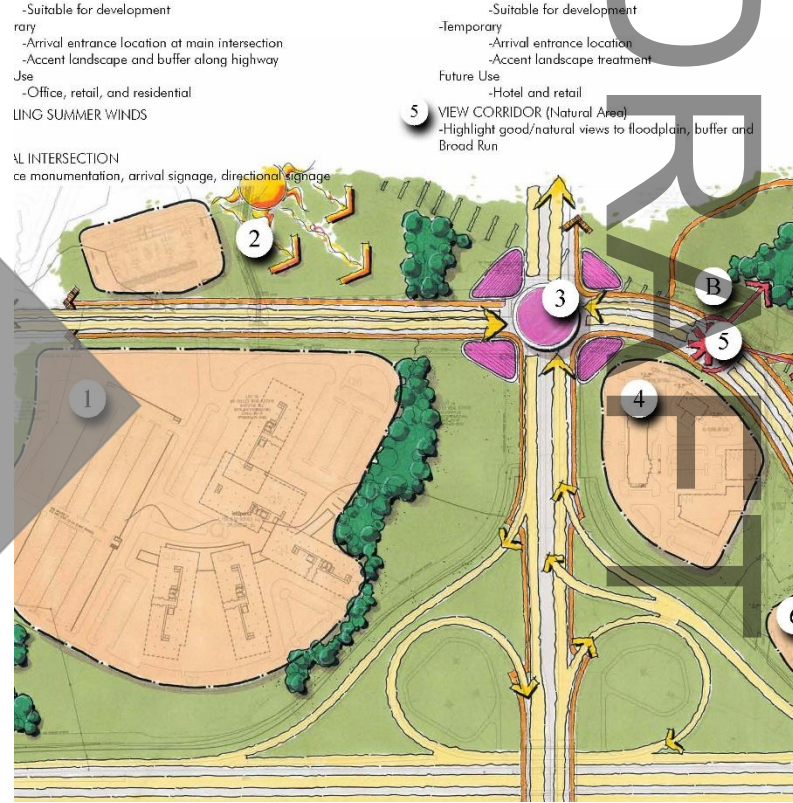 -Suitable for development
rary
-Arrival entrance location at main intersection
-Accent landscape and buffer along highway
Use
-Office, retail, and residential
LING SUMMER WINDS
AL INTERSECTION
ce monumentation, arrival signage, directional signage
-Suitable for development
-Temporary
-Arrival entrance location
-Accent landscape treatment
Future Use
-Hotel and retail
5 VIEW CORRIDOR (Natural Area)
-Highlight good/natural views to floodplain, buffer and
Broad Run
2
3
B
5
1
4
6
DRAFT